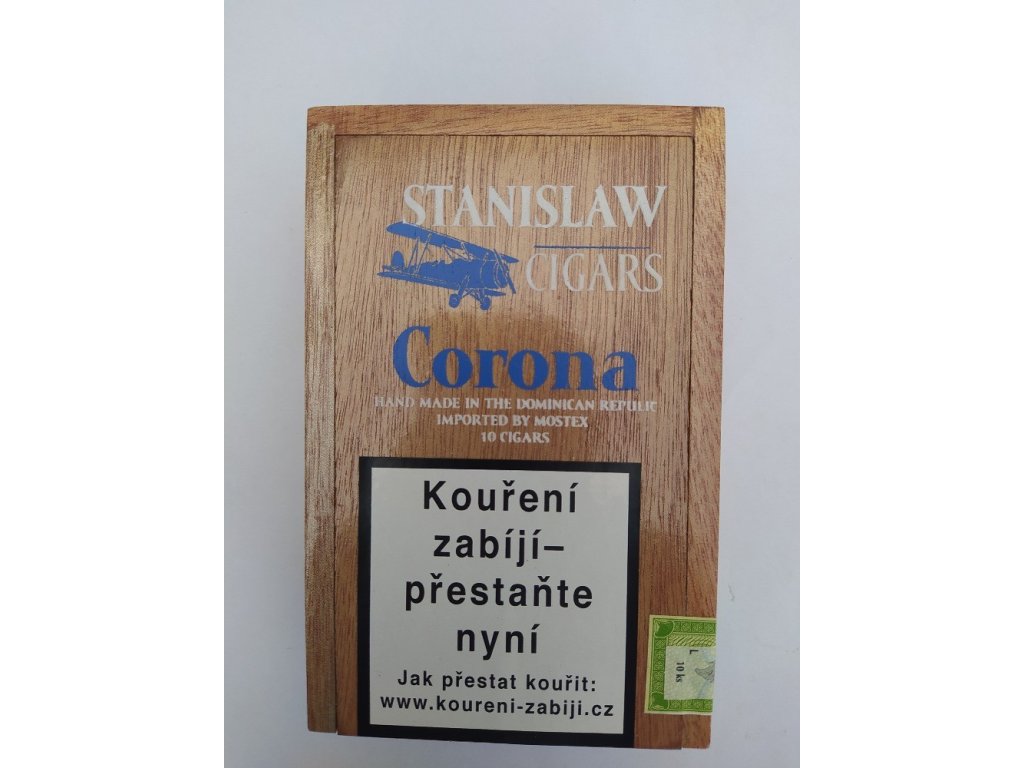 STANISLAW
CIGARS
Corona
HAND MADE IN THE DOMINICAN REPULIC
IMPORTED BY MOSTEX
10 CIGARS
Kouření
zabíjí–
přestaňte
nyní
Jak přestat kouřit:
www.koureni-zabiji.cz
L
10 ks